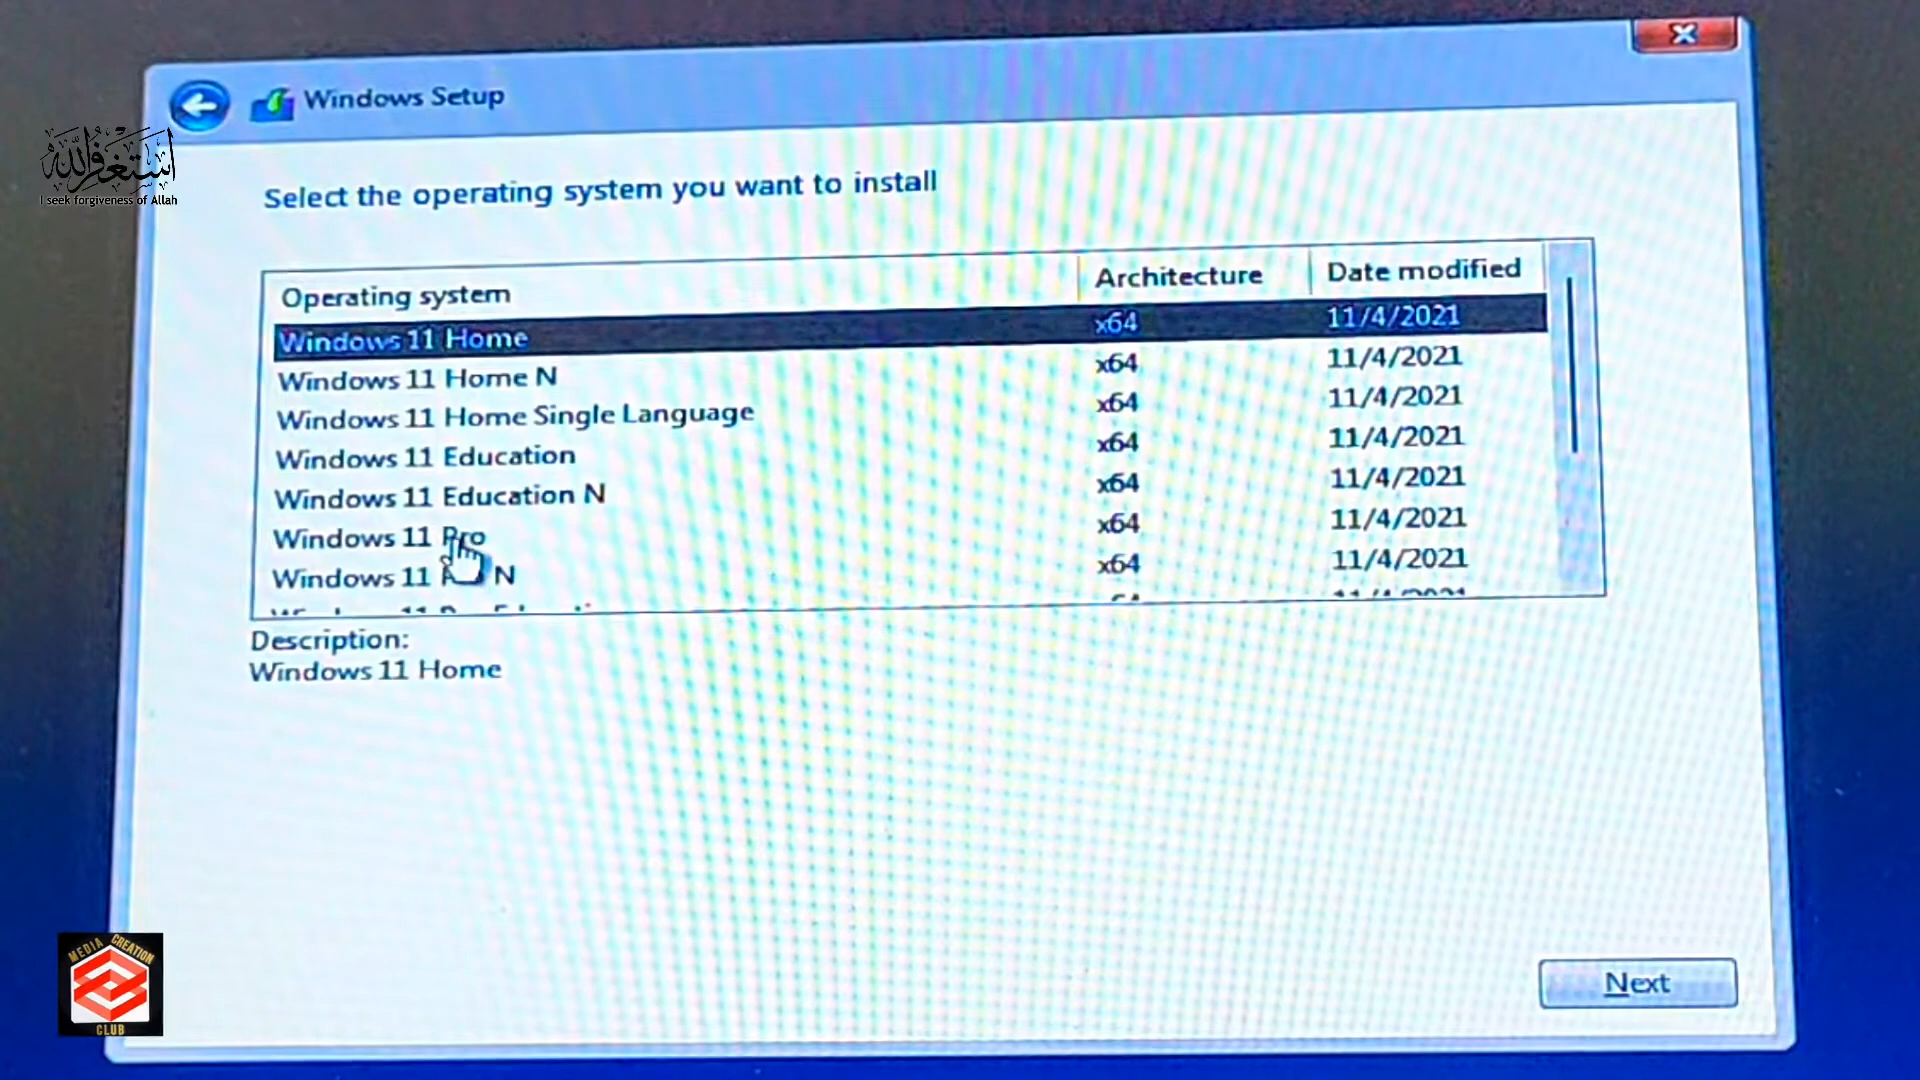 Windows Setup
أستغفر الله
I seek forgiveness of Allah
Select the operating system you want to install
Operating system Architecture Date modified
Windows 11 Home x64 11/4/2021
Windows 11 Home N x64 11/4/2021
Windows 11 Home Single Language x64 11/4/2021
Windows 11 Education x64 11/4/2021
Windows 11 Education N x64 11/4/2021
Windows 11 Pro x64 11/4/2021
Windows 11 N x64 11/4/2021
Description:
Windows 11 Home
MEDIA CREATION
CLUB
Next